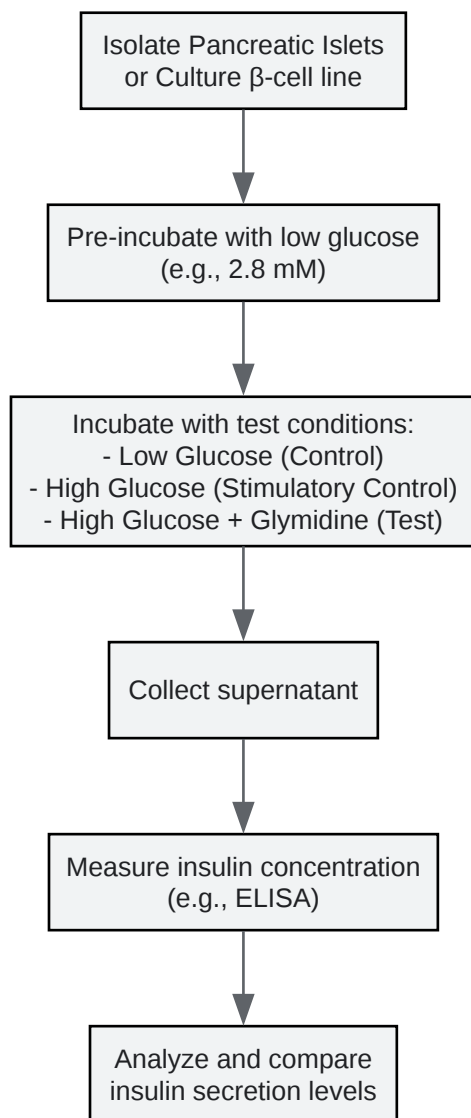 Isolate Pancreatic Islets
or Culture β-cell line
Pre-incubate with low glucose
(e.g., 2.8 mM)
Incubate with test conditions:
- Low Glucose (Control)
- High Glucose (Stimulatory Control)
- High Glucose + Glymidine (Test)
Collect supernatant
Measure insulin concentration
(e.g., ELISA)
Analyze and compare
insulin secretion levels